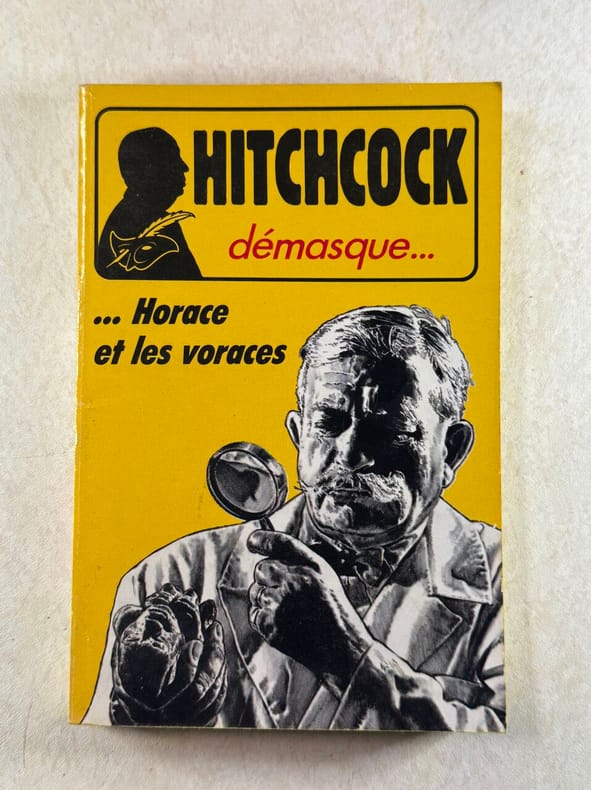 HITCHCOCK
démasque...
... Horace
et les voraces